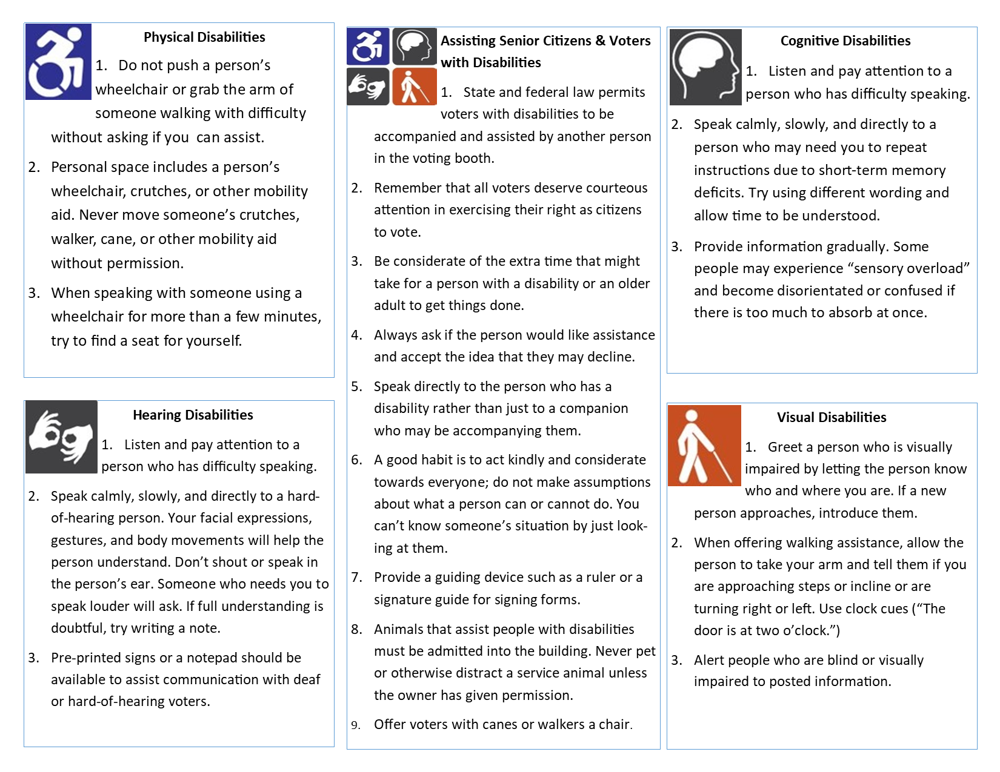 Physical Disabilities
1. Do not push a person’s
wheelchair or grab the arm of
someone walking with difficulty
without asking if you  can assist.
2. Personal space includes a person’s
wheelchair, crutches, or other mobility
aid. Never move someone’s crutches,
walker, cane, or other mobility aid
without permission.
3. When speaking with someone using a
wheelchair for more than a few minutes,
try to find a seat for yourself.
Hearing Disabilities
1. Listen and pay attention to a
person who has difficulty speaking.
2. Speak calmly, slowly, and directly to a hard-
of-hearing person. Your facial expressions,
gestures, and body movements will help the
person understand. Don’t shout or speak in
the person’s ear. Someone who needs you to
speak louder will ask. If full understanding is
doubtful, try writing a note.
3. Pre-printed signs or a notepad should be
available to assist communication with deaf
or hard-of-hearing voters.
Assisting Senior Citizens & Voters
with Disabilities
1. State and federal law permits
voters with disabilities to be
accompanied and assisted by another person
in the voting booth.
2. Remember that all voters deserve courteous
attention in exercising their right as citizens
to vote.
3. Be considerate of the extra time that might
take for a person with a disability or an older
adult to get things done.
4. Always ask if the person would like assistance
and accept the idea that they may decline.
5. Speak directly to the person who has a
disability rather than just to a companion
who may be accompanying them.
6. A good habit is to act kindly and considerate
towards everyone; do not make assumptions
about what a person can or cannot do. You
can’t know someone’s situation by just look-
ing at them.
7. Provide a guiding device such as a ruler or a
signature guide for signing forms.
8. Animals that assist people with disabilities
must be admitted into the building. Never pet
or otherwise distract a service animal unless
the owner has given permission.
9. Offer voters with canes or walkers a chair.
Cognitive Disabilities
1. Listen and pay attention to a
person who has difficulty speaking.
2. Speak calmly, slowly, and directly to a
person who may need you to repeat
instructions due to short-term memory
deficits. Try using different wording and
allow time to be understood.
3. Provide information gradually. Some
people may experience “sensory overload”
and become disorientated or confused if
there is too much to absorb at once.
Visual Disabilities
1. Greet a person who is visually
impaired by letting the person know
who and where you are. If a new
person approaches, introduce them.
2. When offering walking assistance, allow the
person to take your arm and tell them if you
are approaching steps or incline or are
turning right or left. Use clock cues (“The
door is at two o’clock.”)
3. Alert people who are blind or visually
impaired to posted information.